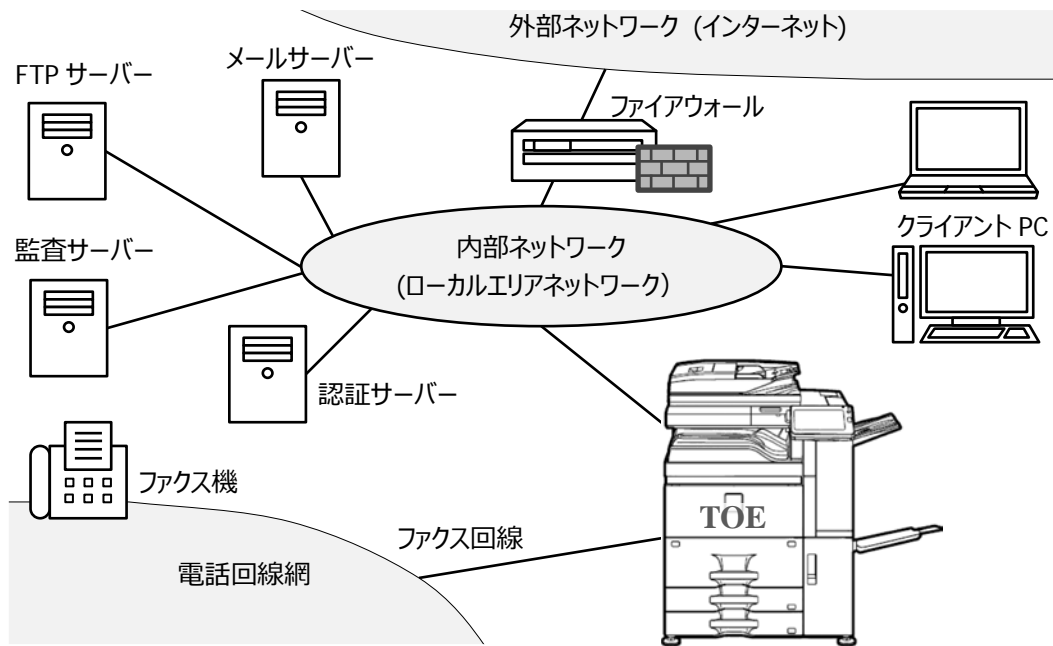 外部ネットワーク (インターネット)
メールサーバー
FTP サーバー
ファイアウォール
クライアント PC
監査サーバー
内部ネットワーク
(ローカルエリアネットワーク)
認証サーバー
ファクス機
TOE
ファクス回線
電話回線網